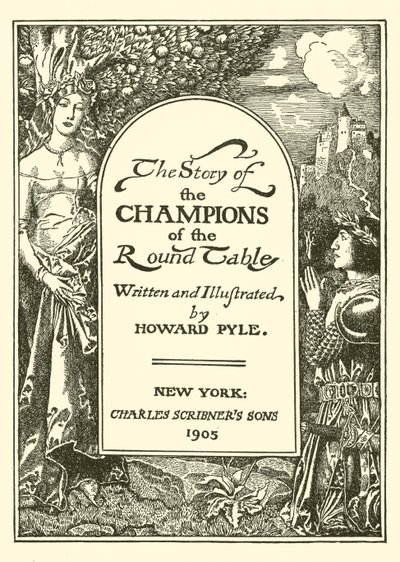 The Story of
the
CHAMPIONS
of the
Round Table
Written and Illuſtrated
by
HOWARD PYLE.
NEW YORK:
CHARLES SCRIBNER'S SONS
1905